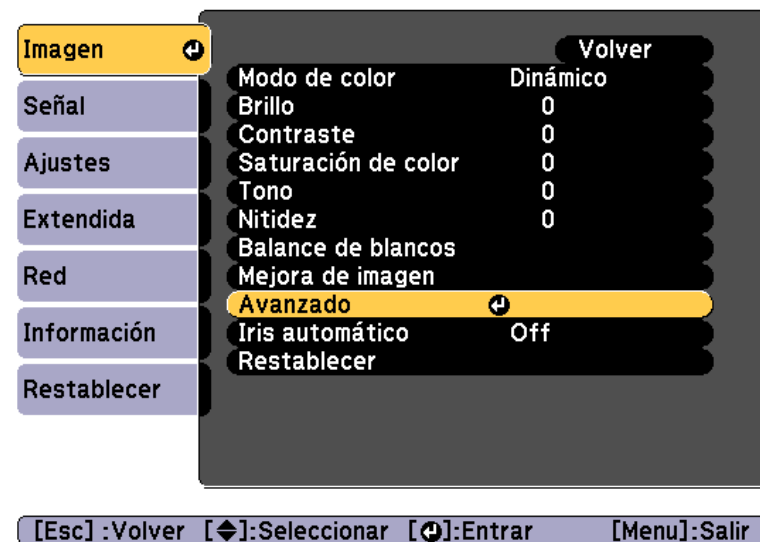 Imagen
Señal
Ajustes
Extendida
Red
Información
Restablecer
Volver
Modo de color Dinámico
Brillo 0
Contraste 0
Saturación de color 0
Tono 0
Nitidez 0
Balance de blancos
Mejora de imagen
Avanzado
Iris automático Off
Restablecer
[Esc] :Volver [◆]:Seleccionar [⏎]:Entrar [Menu]:Salir